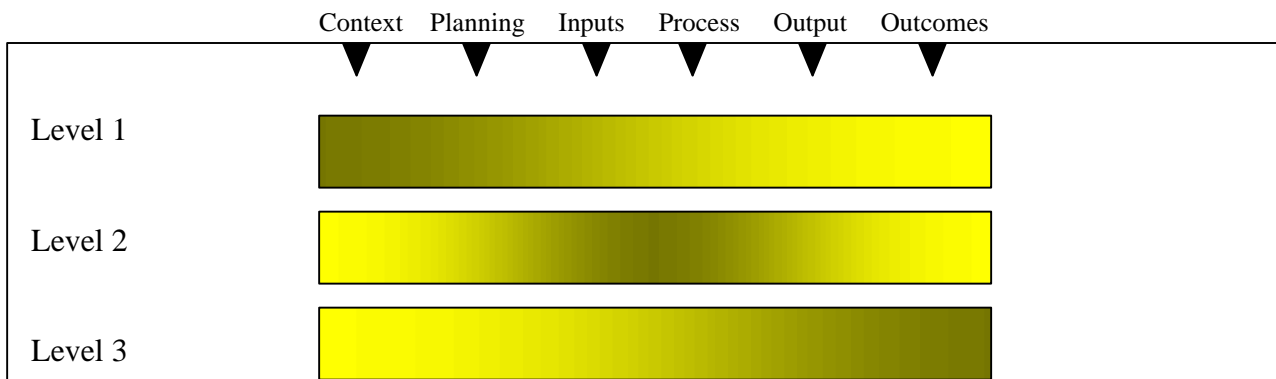 Context Planning Inputs Process Output Outcomes
Level 1
Level 2
Level 3